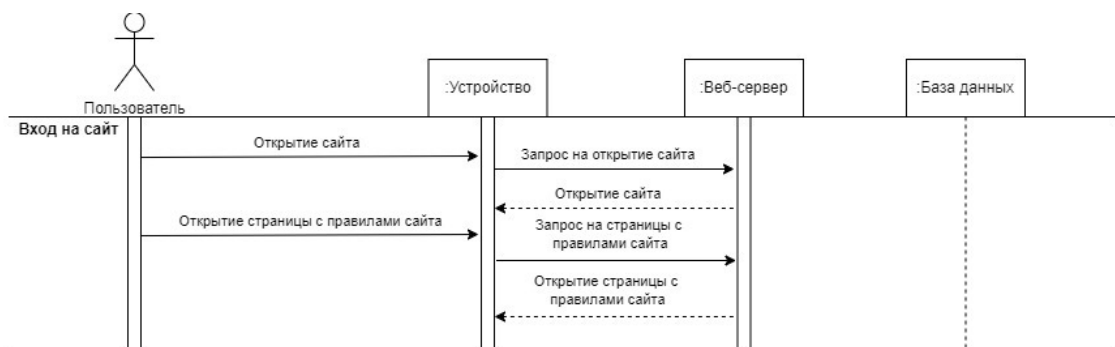 Пользователь
:Устройство
:Веб-сервер
:База данных
Вход на сайт
Открытие сайта
Запрос на открытие сайта
Открытие сайта
Открытие страницы с правилами сайта
Запрос на страницы с
правилами сайта
Открытие страницы с
правилами сайта